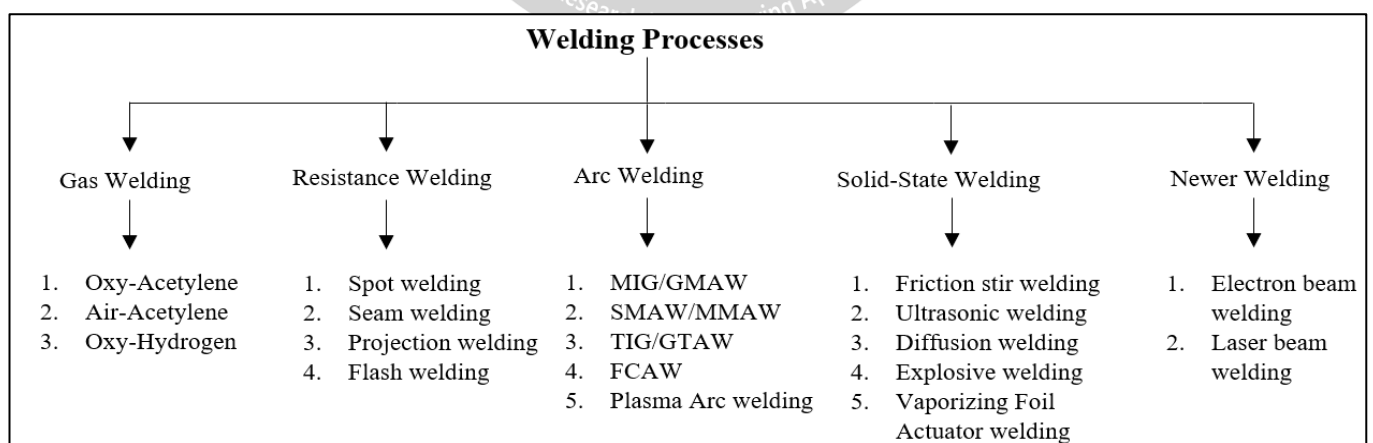 Welding Processes
Gas Welding
Resistance Welding
Arc Welding
Solid-State Welding
Newer Welding
1. Oxy-Acetylene
2. Air-Acetylene
3. Oxy-Hydrogen
1. Spot welding
2. Seam welding
3. Projection welding
4. Flash welding
1. MIG/GMAW
2. SMAW/MMAW
3. TIG/GTAW
4. FCAW
5. Plasma Arc welding
1. Friction stir welding
2. Ultrasonic welding
3. Diffusion welding
4. Explosive welding
5. Vaporizing Foil
Actuator welding
1. Electron beam
welding
2. Laser beam
welding